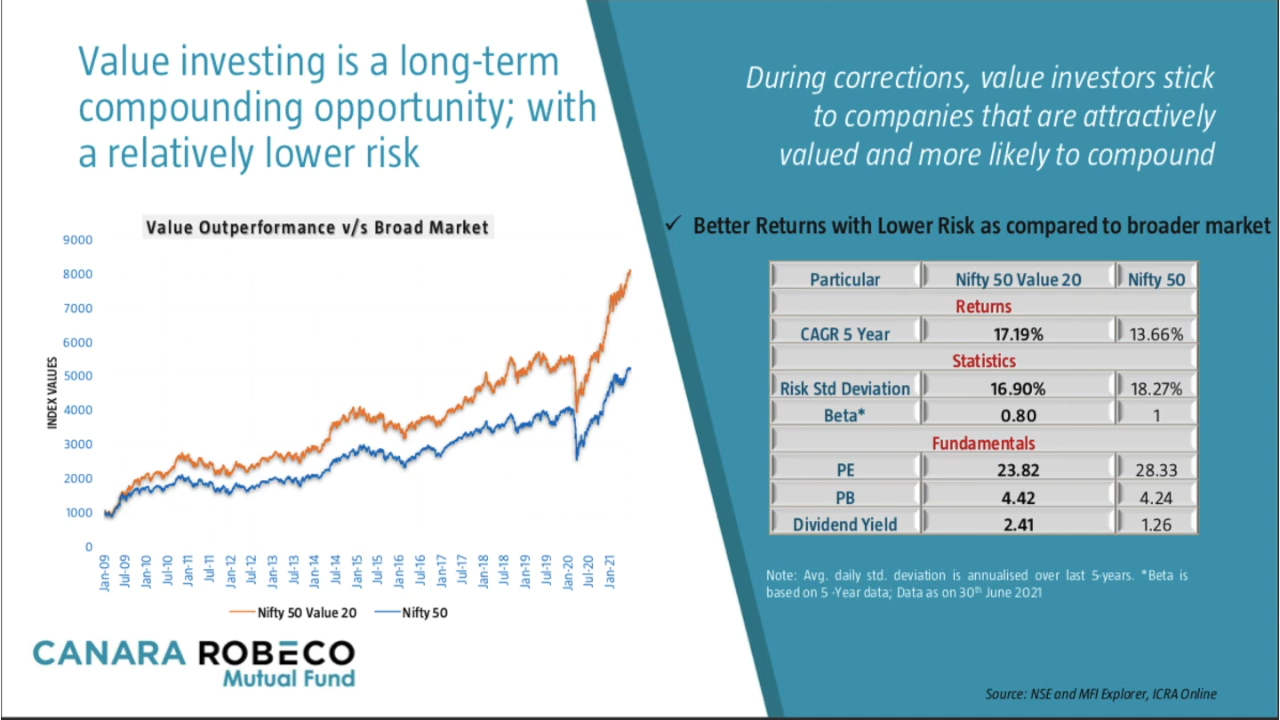 Value investing is a long-term
compounding opportunity; with
a relatively lower risk
Value Outperformance v/s Broad Market
9000
8000
7000
6000
5000
4000
3000
2000
1000
0
INDEX VALUES
Jan-09
Jul-09
Jan-10
Jul-10
Jan-11
Jul-11
Jan-12
Jul-12
Jan-13
Jul-13
Jan-14
Jul-14
Jan-15
Jul-15
Jan-16
Jul-16
Jan-17
Jul-17
Jan-18
Jul-18
Jan-19
Jul-19
Jan-20
Jul-20
Jan-21
Nifty 50 Value 20 Nifty 50
CANARA ROBECO
Mutual Fund
During corrections, value investors stick
to companies that are attractively
valued and more likely to compound
✓ Better Returns with Lower Risk as compared to broader market
Particular Nifty 50 Value 20 Nifty 50
Returns
CAGR 5 Year 17.19% 13.66%
Statistics
Risk Std Deviation 16.90% 18.27%
Beta* 0.80 1
Fundamentals
PE 23.82 28.33
PB 4.42 4.24
Dividend Yield 2.41 1.26
Note: Avg. daily std. deviation is annualised over last 5-years. *Beta is
based on 5 -Year data; Data as on 30th June 2021
Source: NSE and MFI Explorer, ICRA Online